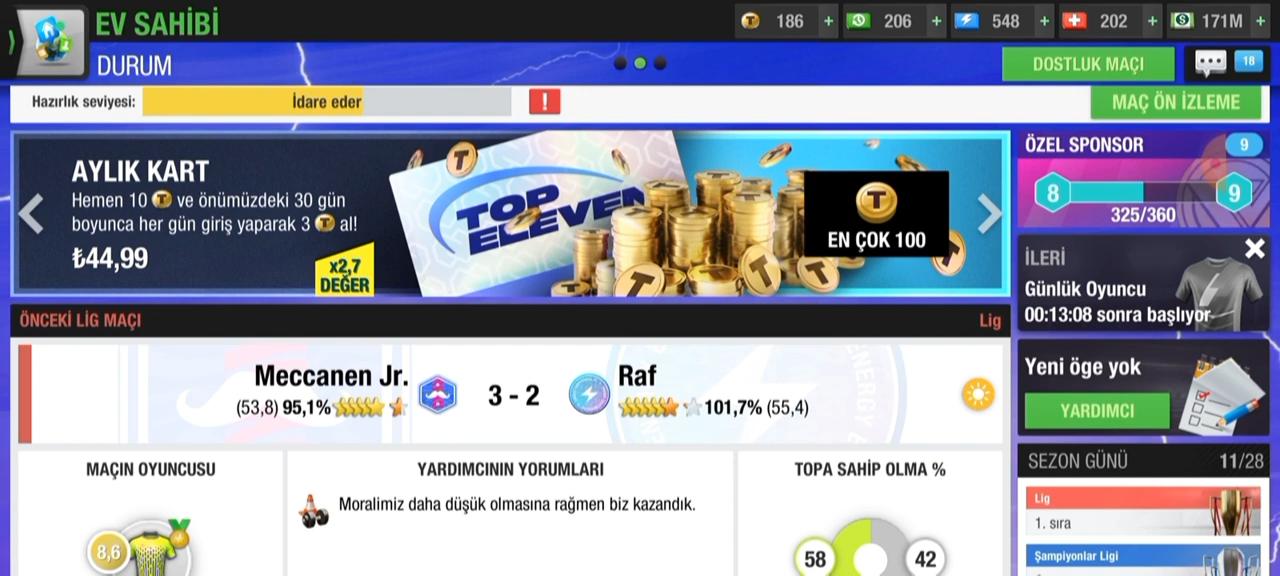 EV SAHİBİ
186 +
206 +
548 +
202 +
171M +
DURUM
DOSTLUK MAÇI
18
Hazırlık seviyesi:
İdare eder
!
MAÇ ÖN İZLEME
AYLIK KART
Hemen 10 T ve önümüzdeki 30 gün
boyunca her gün giriş yaparak 3 T al!
₺44,99
x2,7
DEĞER
TOP
ELEVEN
T
EN ÇOK 100
ÖZEL SPONSOR
9
8
9
325/360
İLERİ
Günlük Oyuncu
00:13:08 sonra başlıyor
Yeni öge yok
YARDIMCI
ÖNCEKİ LİG MAÇI
Lig
Meccanen Jr.
(53,8) 95,1%
3 - 2
Raf
101,7% (55,4)
MAÇIN OYUNCUSU
8,6
YARDIMCININ YORUMLARI
Moralimiz daha düşük olmasına rağmen biz kazandık.
TOPA SAHİP OLMA %
58
42
SEZON GÜNÜ
11/28
Lig
1. sıra
Şampiyonlar Ligi